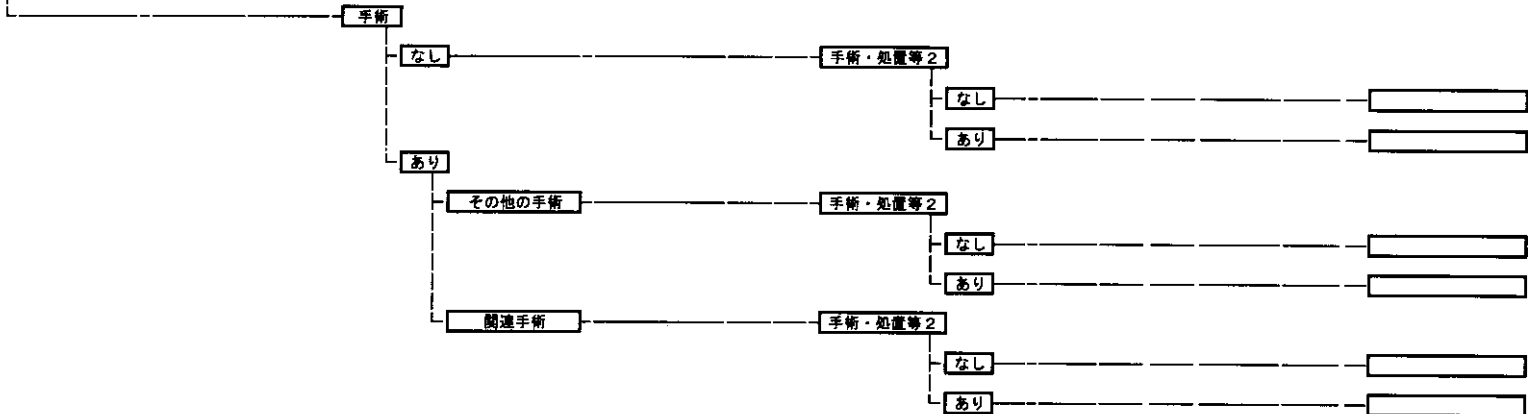 手術
なし 手術・処置等2
なし
あり
あり
その他の手術 手術・処置等2
なし
あり
関連手術 手術・処置等2
なし
あり